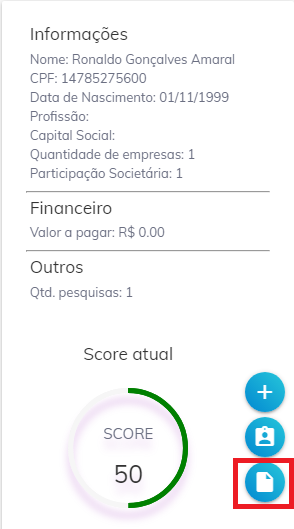 Informações
Nome: Ronaldo Gonçalves Amaral
CPF: 14785275600
Data de Nascimento: 01/11/1999
Profissão:
Capital Social:
Quantidade de empresas: 1
Participação Societária: 1
Financeiro
Valor a pagar: R$ 0.00
Outros
Qtd. pesquisas: 1
Score atual
SCORE
50